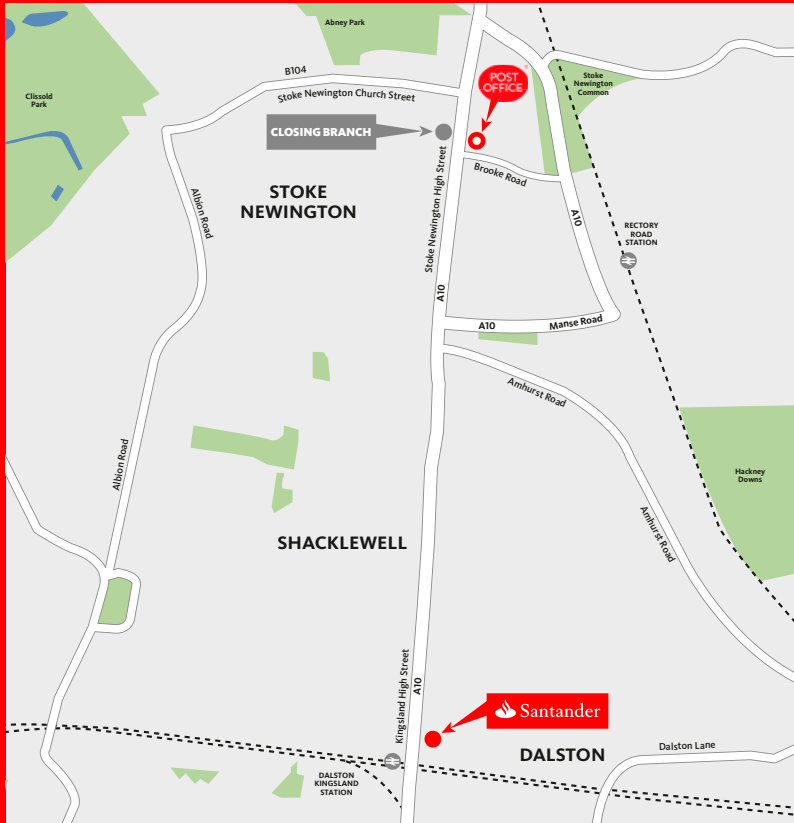 Abney Park
B104
Stoke Newington Church Street
POST
OFFICE
Stoke
Newington
Common
Clissold
Park
CLOSING BRANCH
STOKE
NEWINGTON
Albion Road
Stoke Newington High Street
Brooke Road
A10
RECTORY
ROAD
STATION
A10
A10
Manse Road
Amhurst Road
Albion Road
Hackney
Downs
Amhurst Road
SHACKLEWELL
Kingsland High Street
A10
Santander
DALSTON
Dalston Lane
DALSTON
KINGSLAND
STATION